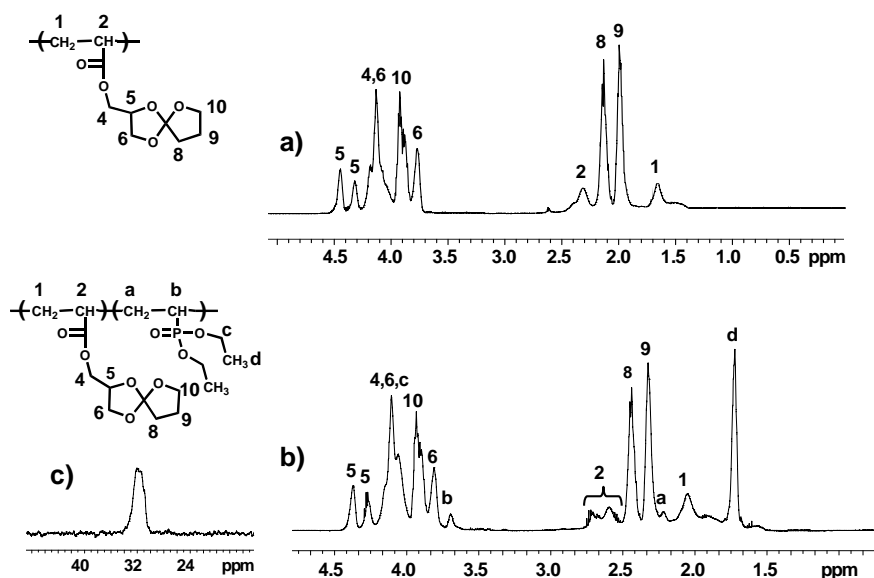 1 2
CH₂ CH
O
O
5
4
O O
10
6
O
9
8
a)
5 5 4,6 10 6 2 8 9 1
4.5 4.0 3.5 3.0 2.5 2.0 1.5 1.0 0.5 ppm
1 2 a b
CH₂ CH CH₂ CH
O O P O c
O O CH₃ d
5
4
CH₃
O O
10
6
O
9
8
c)
40 32 24 ppm
b)
5 5 4,6,c 10 6 b 2 8 9 a 1 d
4.5 4.0 3.5 3.0 2.5 2.0 1.5 ppm